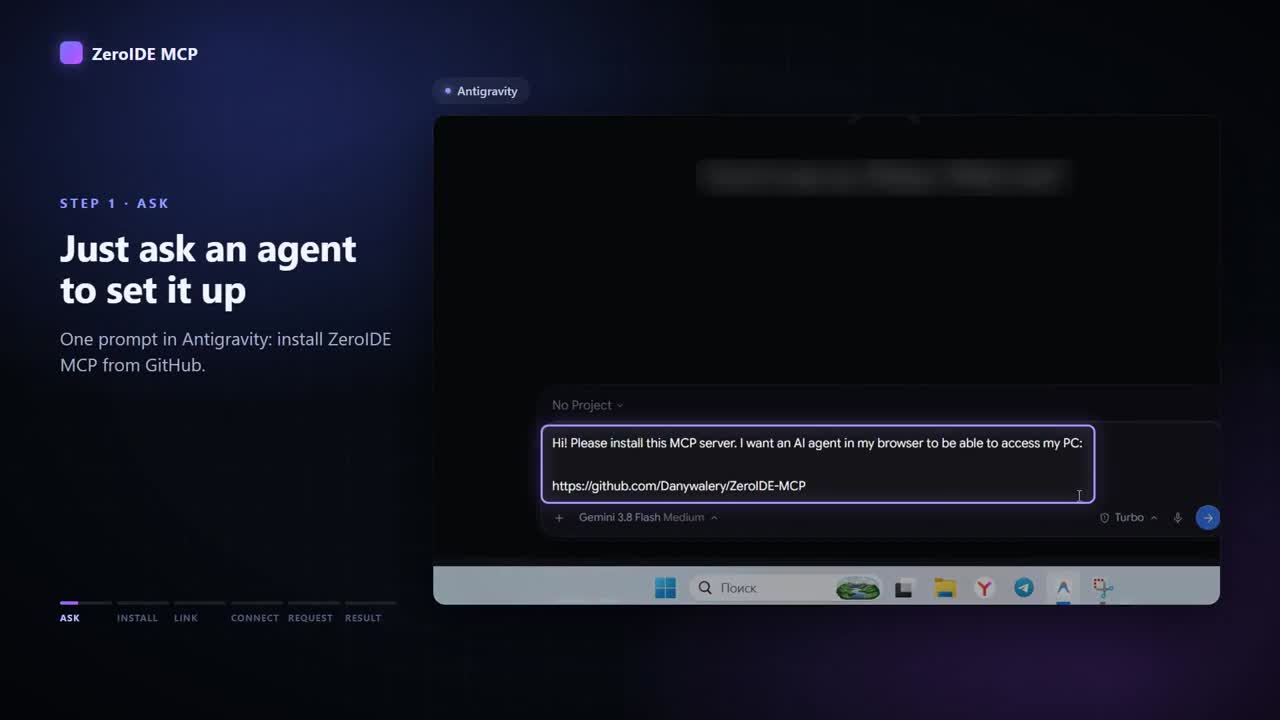 ZeroIDE MCP
Antigravity
STEP 1 · ASK
Just ask an agent
to set it up
One prompt in Antigravity: install ZeroIDE
MCP from GitHub.
No Project
Hi! Please install this MCP server. I want an AI agent in my browser to be able to access my PC:
https://github.com/Danywalery/ZeroIDE-MCP
Gemini 3.8 Flash Medium
Turbo
Поиск
ASK INSTALL LINK CONNECT REQUEST RESULT